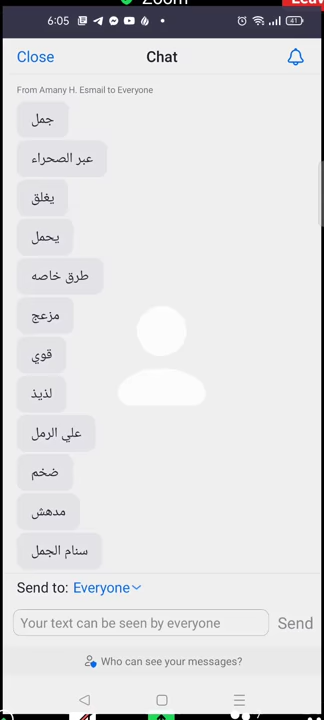 Zoom
Leav
6:05
41
Close
Chat
From Amany H. Esmail to Everyone
جمل
عبر الصحراء
يغلق
يحمل
طرق خاصه
مزعج
قوي
لذيذ
علي الرمل
ضخم
مدهش
سنام الجمل
Send to: Everyone
Your text can be seen by everyone
Send
Who can see your messages?